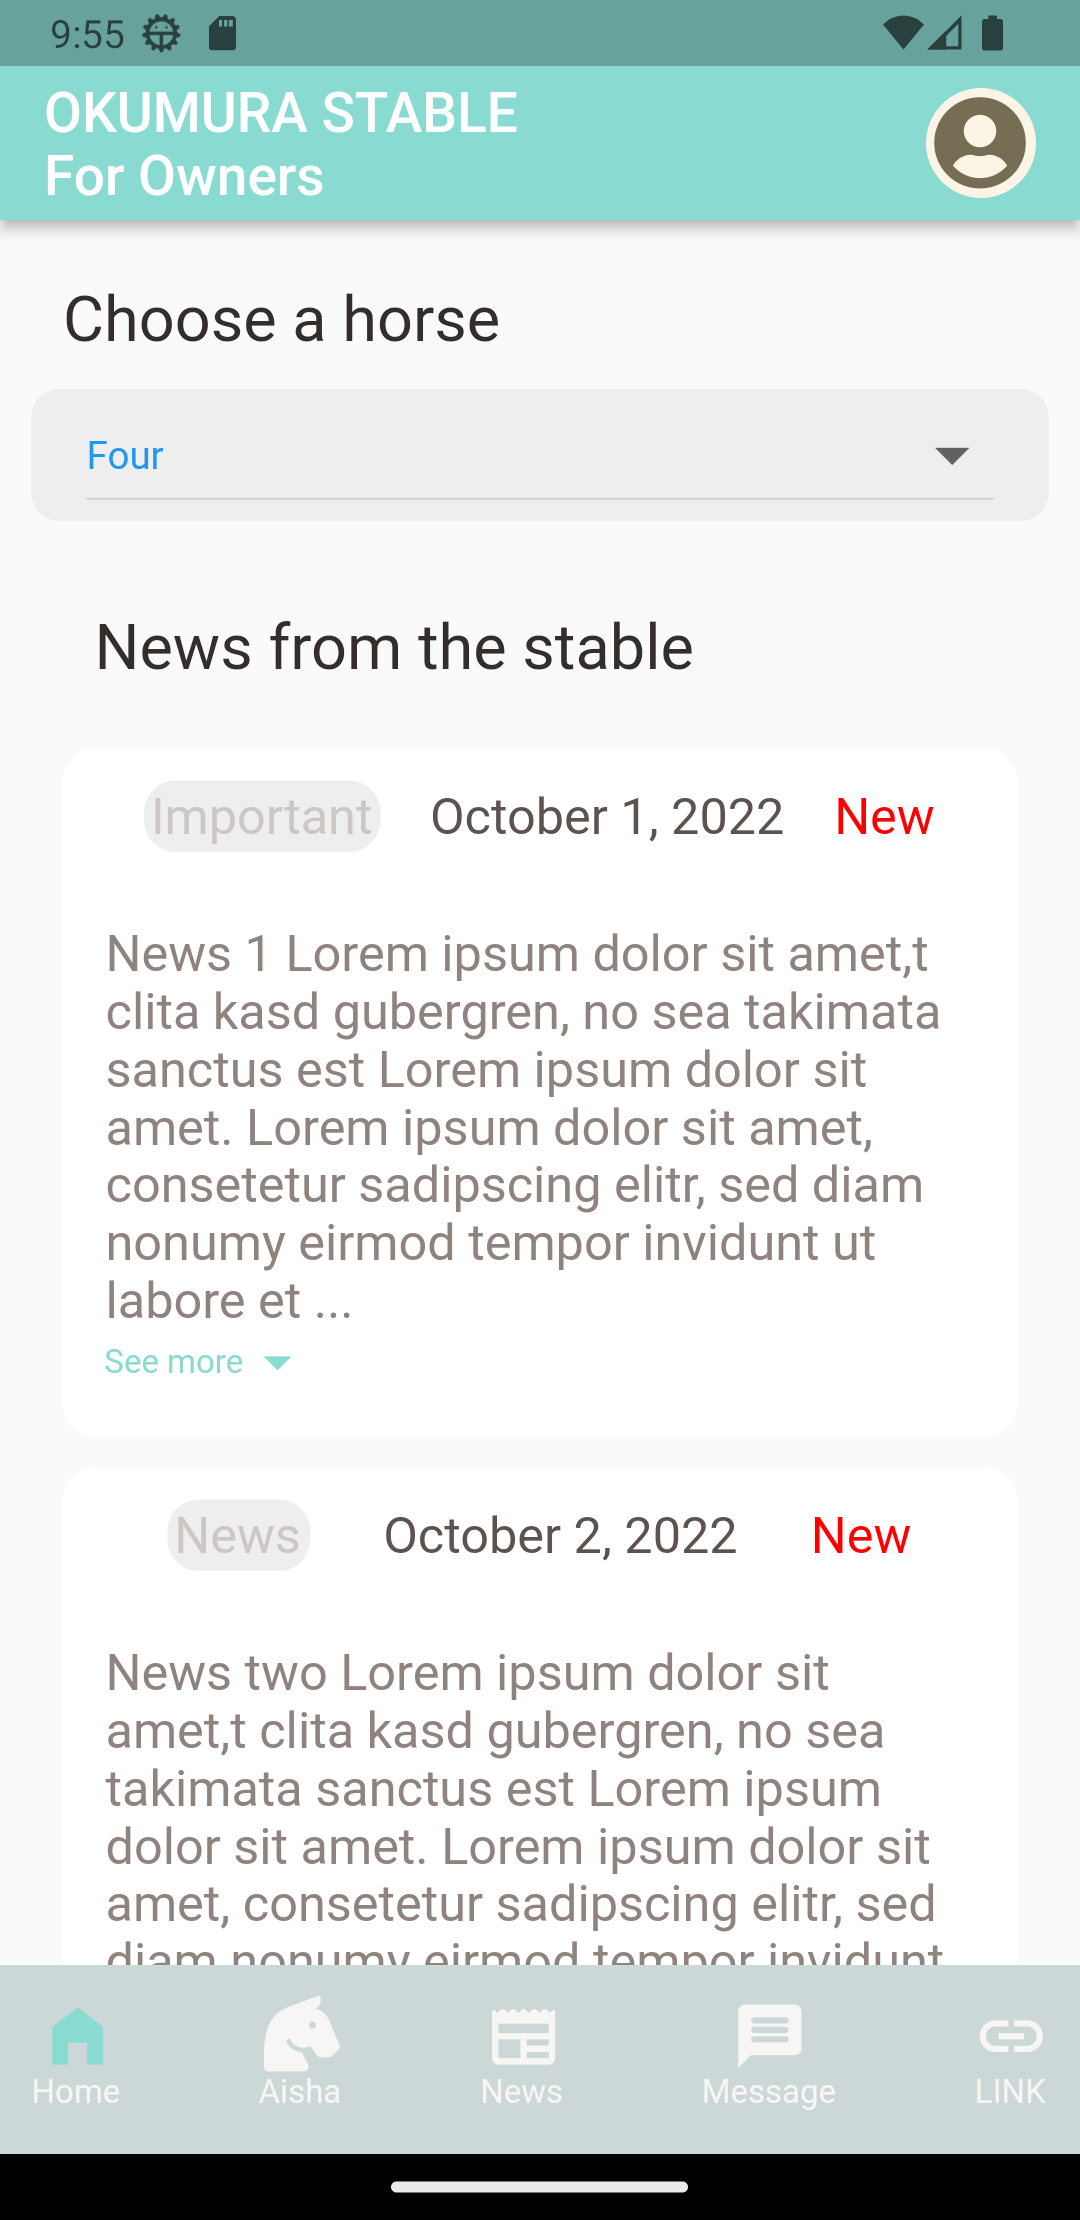 9:55
OKUMURA STABLE
For Owners
Choose a horse
Four
News from the stable
Important October 1, 2022 New
News 1 Lorem ipsum dolor sit amet,t
clita kasd gubergren, no sea takimata
sanctus est Lorem ipsum dolor sit
amet. Lorem ipsum dolor sit amet,
consetetur sadipscing elitr, sed diam
nonumy eirmod tempor invidunt ut
labore et ...
See more
News October 2, 2022 New
News two Lorem ipsum dolor sit
amet,t clita kasd gubergren, no sea
takimata sanctus est Lorem ipsum
dolor sit amet. Lorem ipsum dolor sit
amet, consetetur sadipscing elitr, sed
diam nonumy eirmod tempor invidunt
Home Aisha News Message LINK